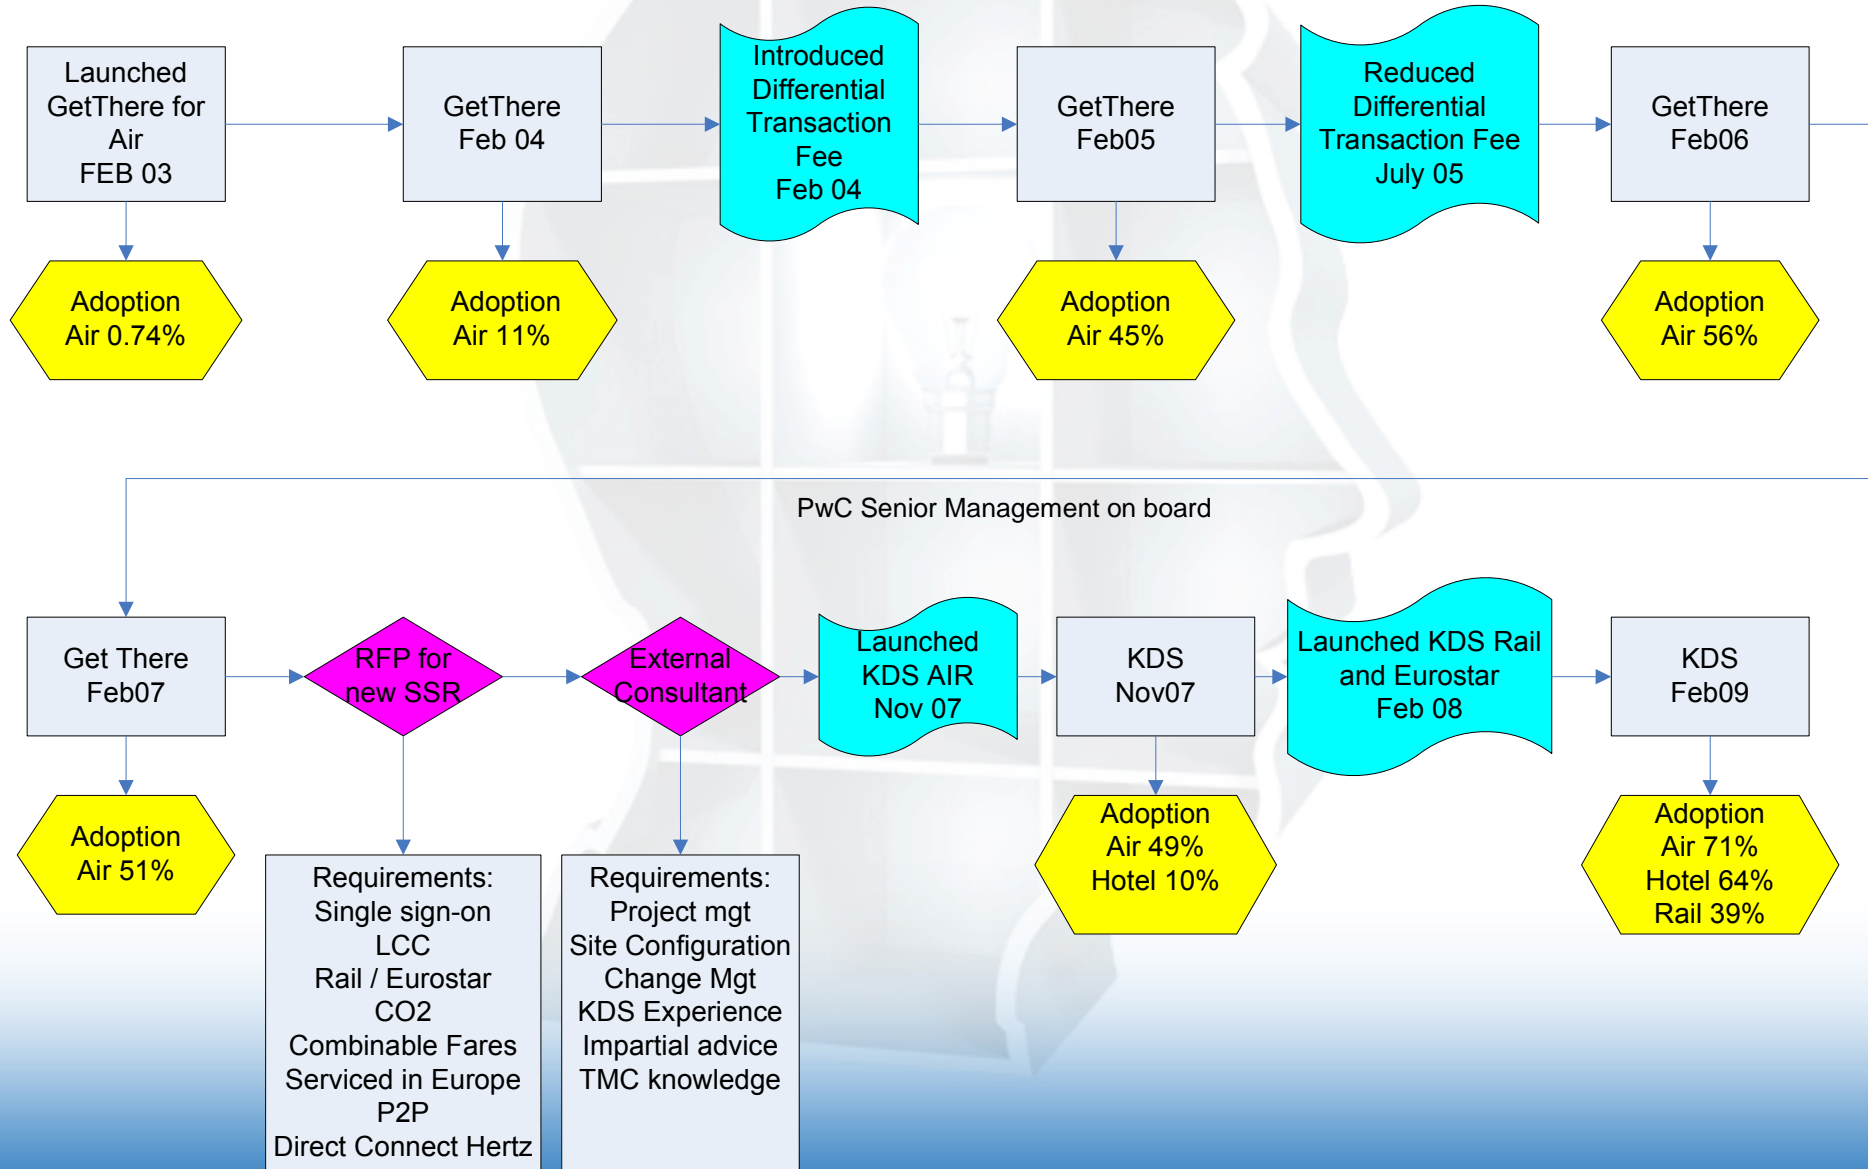 Launched
GetThere for
Air
FEB 03
GetThere
Feb 04
Introduced
Differential
Transaction
Fee
Feb 04
GetThere
Feb05
Reduced
Differential
Transaction Fee
July 05
GetThere
Feb06
Adoption
Air 0.74%
Adoption
Air 11%
Adoption
Air 45%
Adoption
Air 56%
PwC Senior Management on board
Get There
Feb07
RFP for
new SSR
External
Consultant
Launched
KDS AIR
Nov 07
KDS
Nov07
Launched KDS Rail
and Eurostar
Feb 08
KDS
Feb09
Adoption
Air 51%
Requirements:
Single sign-on
LCC
Rail / Eurostar
CO2
Combinable Fares
Serviced in Europe
P2P
Direct Connect Hertz
Requirements:
Project mgt
Site Configuration
Change Mgt
KDS Experience
Impartial advice
TMC knowledge
Adoption
Air 49%
Hotel 10%
Adoption
Air 71%
Hotel 64%
Rail 39%